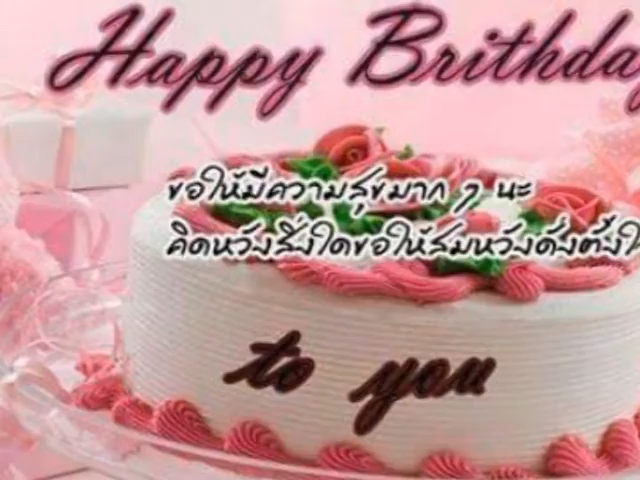 Happy Brithday
ขอให้มีความสุขมาก ๆ นะ
คิดหวังสิ่งใดขอให้สมหวังดั่งตั้งใ
to you